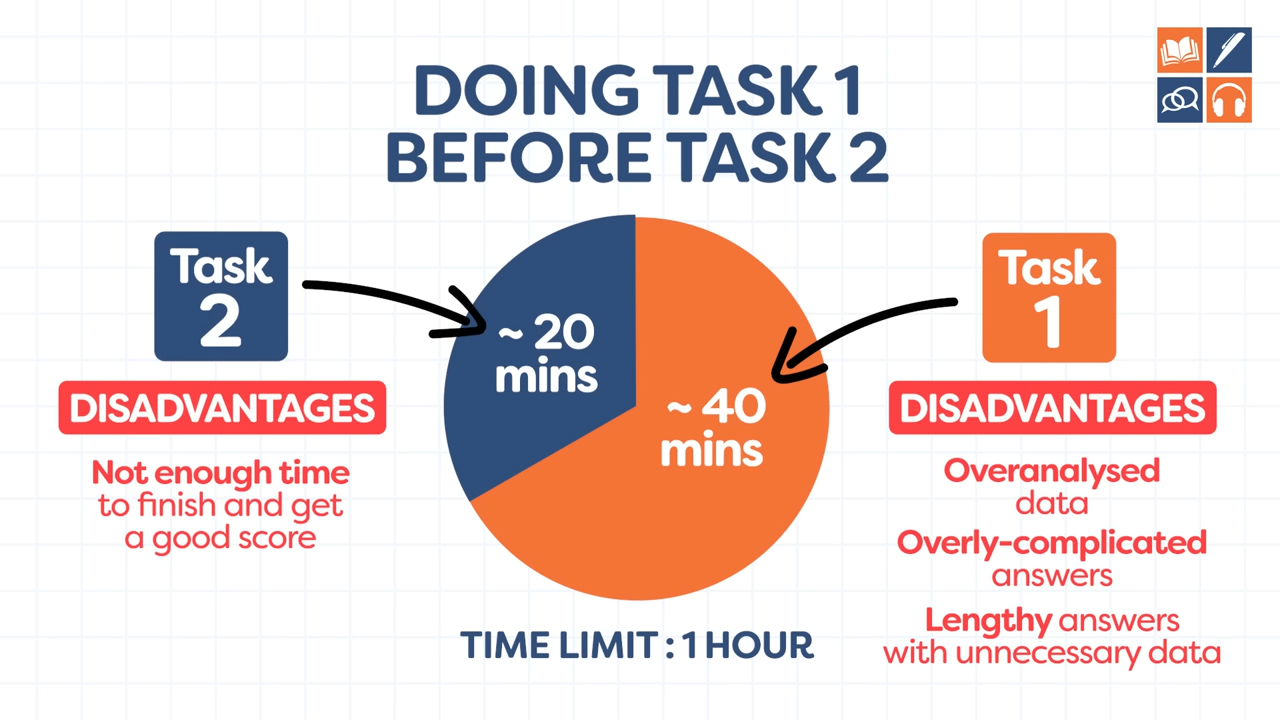 DOING TASK 1
BEFORE TASK 2
Task
2
DISADVANTAGES
Not enough time
to finish and get
a good score
~ 20
mins
~ 40
mins
TIME LIMIT : 1 HOUR
Task
1
DISADVANTAGES
Overanalysed
data
Overly-complicated
answers
Lengthy answers
with unnecessary data